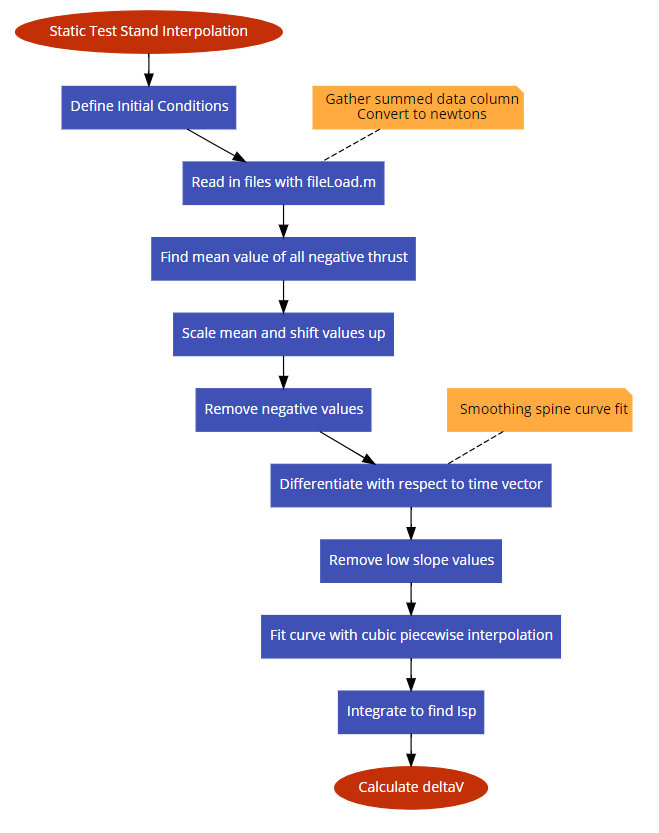 Static Test Stand Interpolation
Define Initial Conditions
Gather summed data column
Convert to newtons
Read in files with fileLoad.m
Find mean value of all negative thrust
Scale mean and shift values up
Remove negative values
Smoothing spine curve fit
Differentiate with respect to time vector
Remove low slope values
Fit curve with cubic piecewise interpolation
Integrate to find Isp
Calculate deltaV